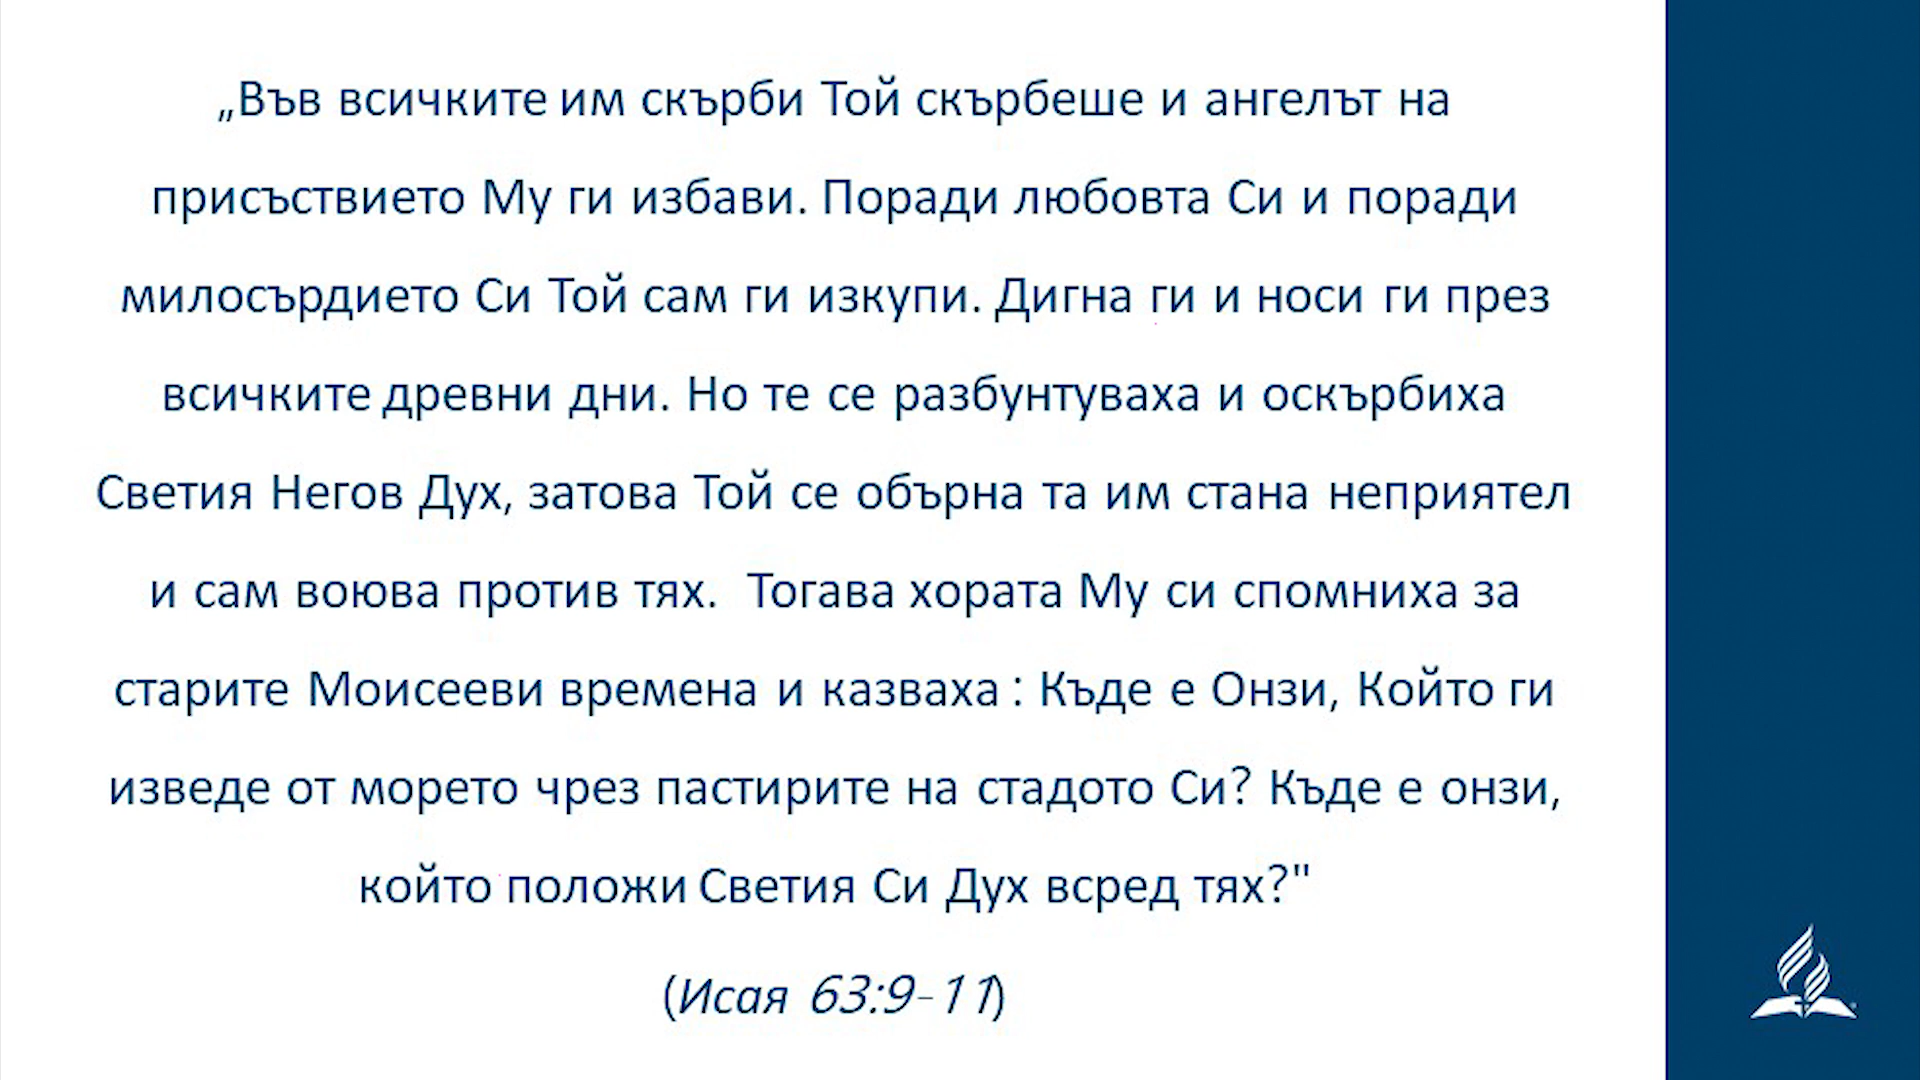 „Във всичките им скърби Той скърбеше и ангелът на
присъствието Му ги избави. Поради любовта Си и поради
милосърдието Си Той сам ги изкупи. Дигна ги и носи ги през
всичките древни дни. Но те се разбунтуваха и оскърбиха
Светия Негов Дух, затова Той се обърна та им стана неприятел
и сам воюва против тях.  Тогава хората Му си спомниха за
старите Моисееви времена и казваха : Къде е Онзи, Който ги
изведе от морето чрез пастирите на стадото Си? Къде е онзи,
който положи Светия Си Дух всред тях?"
(Исая 63:9-11)